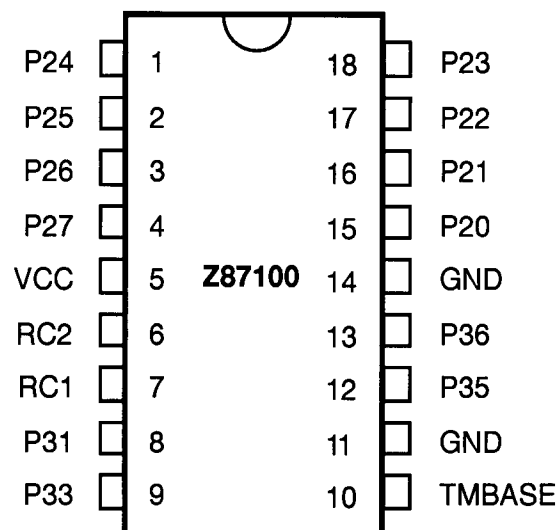 P24 1 18 P23
P25 2 17 P22
P26 3 16 P21
P27 4 15 P20
VCC 5 Z87100 14 GND
RC2 6 13 P36
RC1 7 12 P35
P31 8 11 GND
P33 9 10 TMBASE